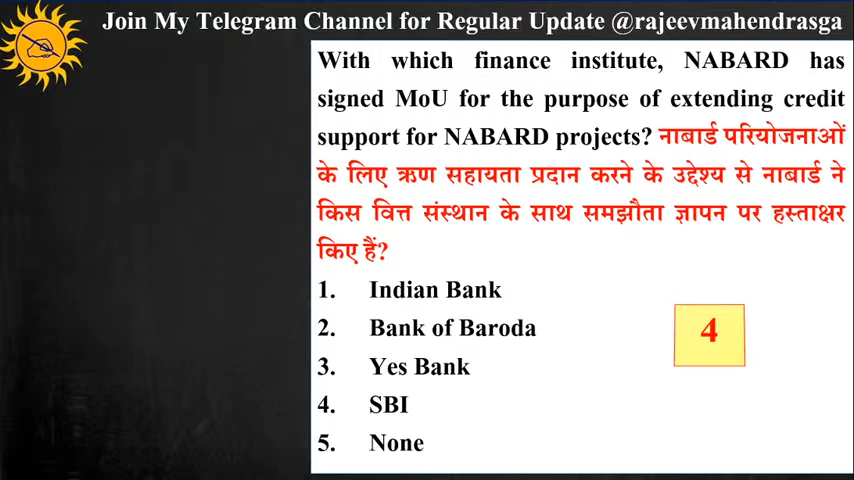 Join My Telegram Channel for Regular Update @rajeevmahendrasga
With which finance institute, NABARD has
signed MoU for the purpose of extending credit
support for NABARD projects? नाबार्ड परियोजनाओं
के लिए ऋण सहायता प्रदान करने के उद्देश्य से नाबार्ड ने
किस वित्त संस्थान के साथ समझौता ज्ञापन पर हस्ताक्षर
किए हैं?
1. Indian Bank
2. Bank of Baroda
3. Yes Bank
4. SBI
5. None
4